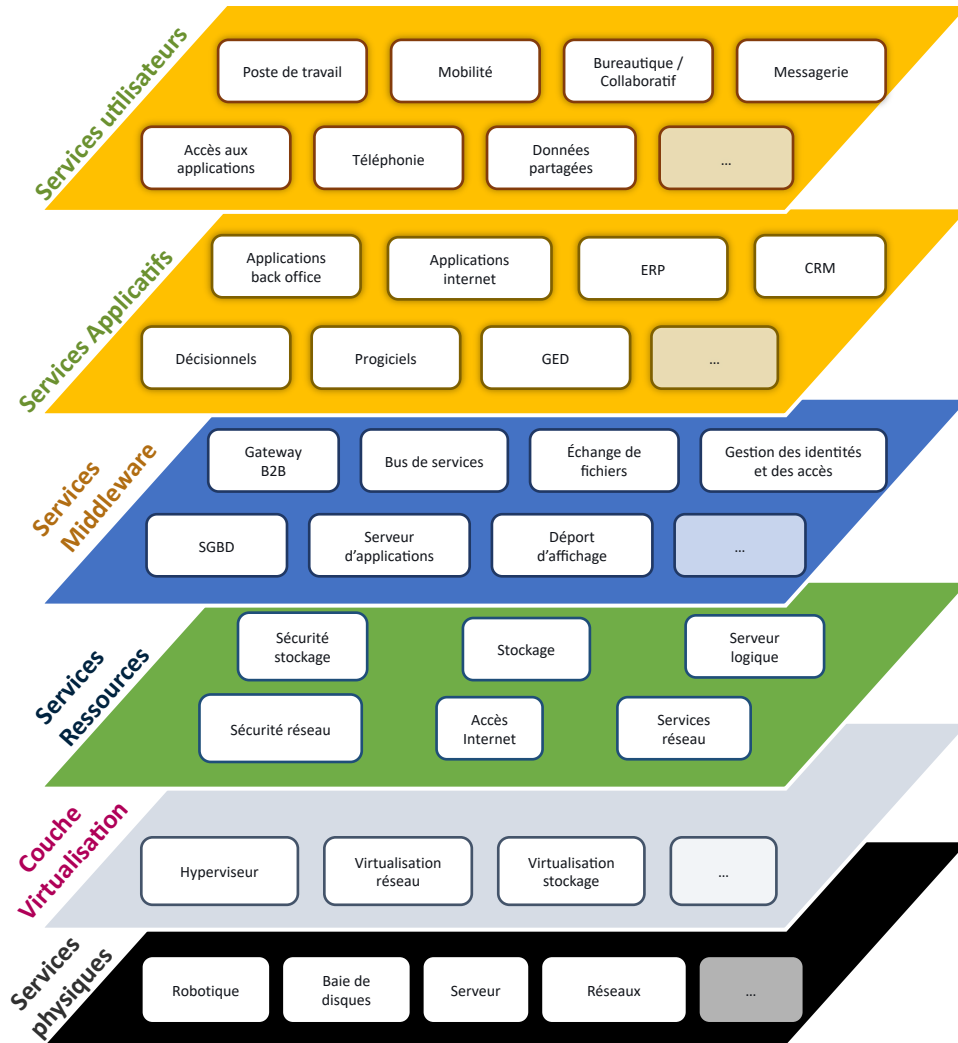 Services utilisateurs
Poste de travail
Mobilité
Bureautique /
Collaboratif
Messagerie
Accès aux
applications
Téléphonie
Données
partagées
...
Services Applicatifs
Applications
back office
Applications
internet
ERP
CRM
Décisionnels
Progiciels
GED
...
Services
Middleware
Gateway
B2B
Bus de services
Échange de
fichiers
Gestion des identités
et des accès
SGBD
Serveur
d’applications
Déport
d’affichage
...
Services
Ressources
Sécurité
stockage
Stockage
Serveur
logique
Sécurité réseau
Accès
Internet
Services
réseau
Couche
Virtualisation
Hyperviseur
Virtualisation
réseau
Virtualisation
stockage
...
Services
physiques
Robotique
Baie de
disques
Serveur
Réseaux
...